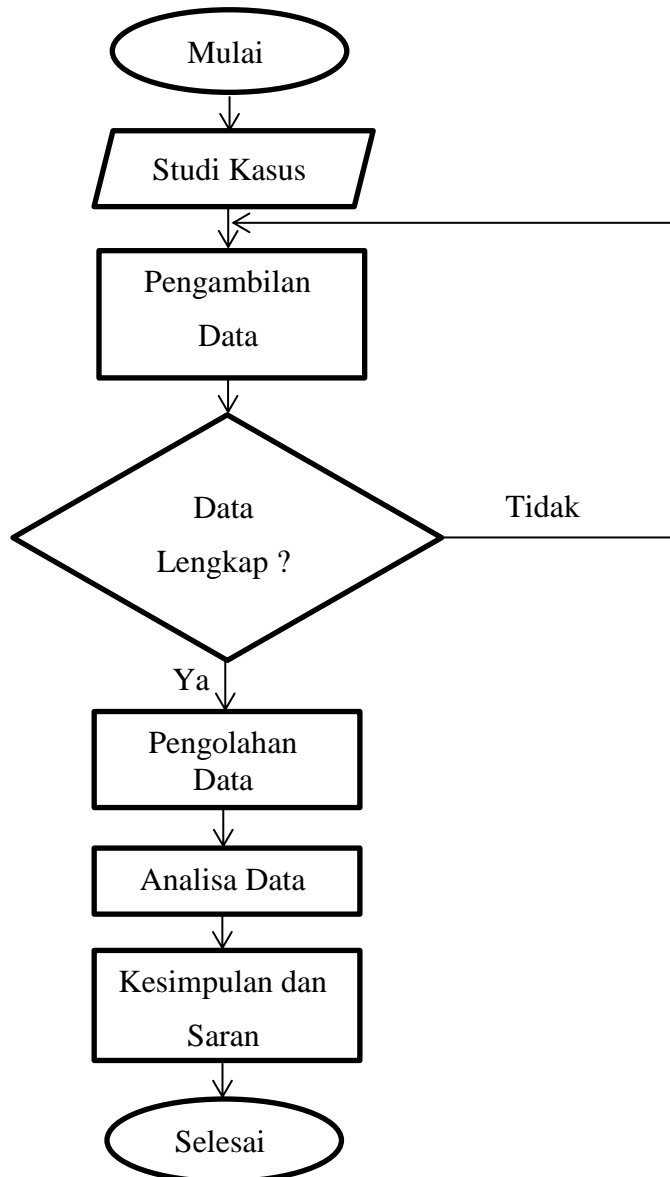 Mulai
Studi Kasus
Pengambilan
Data
Data
Lengkap ?
Tidak
Ya
Pengolahan
Data
Analisa Data
Kesimpulan dan
Saran
Selesai